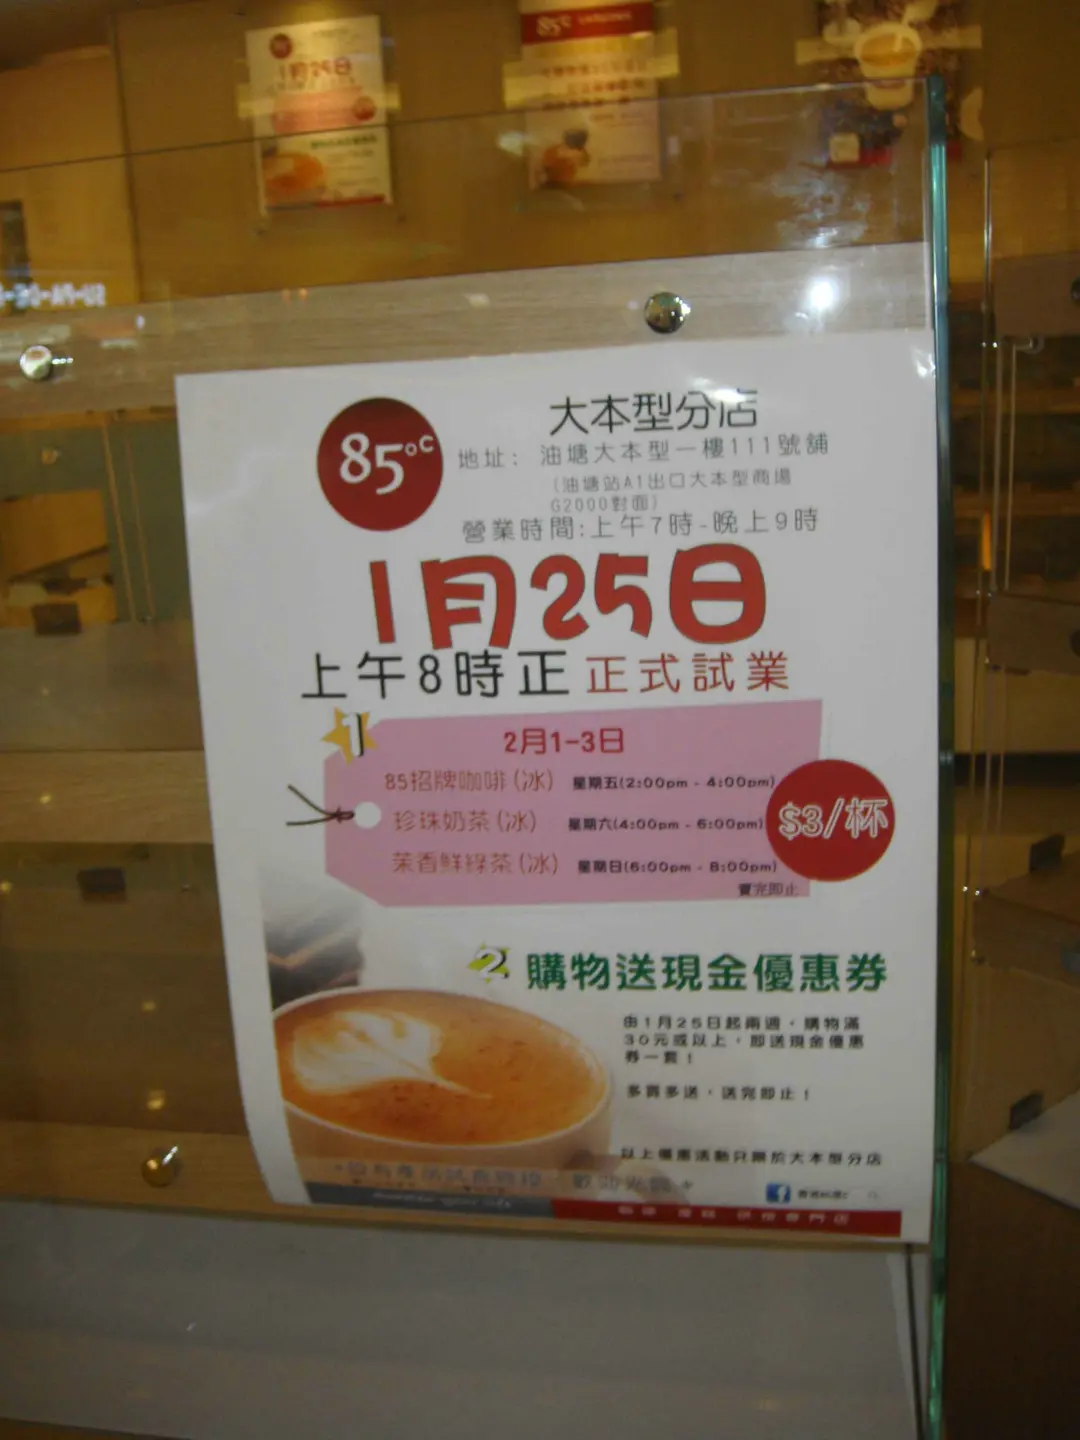 85°C
大本型分店
地址： 油塘大本型一樓111號舖
(油塘站A1出口大本型商場
G2000對面)
營業時間:上午7時-晚上9時
1月25日
上午8時正 正式試業
1
2月1-3日
85招牌咖啡(冰) 星期五(2:00pm - 4:00pm)
珍珠奶茶(冰) 星期六(4:00pm - 6:00pm)
茉香鮮綠茶(冰) 星期日(6:00pm - 8:00pm)
$3/杯
賣完即止
2 購物送現金優惠券
由1月25日起兩週，購物滿
30元或以上，即送現金優惠
券一套！
多買多送，送完即止！
以上優惠活動只限於大本型分店
85°C
1月25日